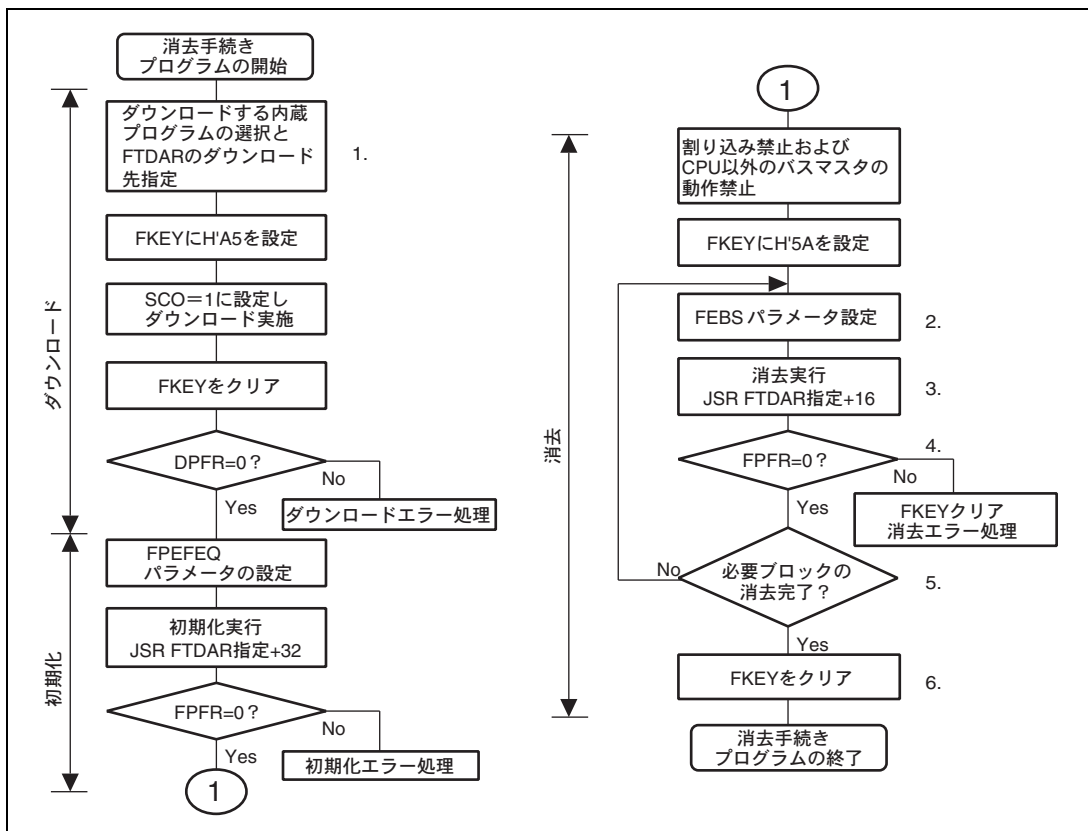 消去手続き
プログラムの開始
ダウンロードする内蔵
プログラムの選択と
FTDARのダウンロード
先指定
1.
FKEYにH'A5を設定
SCO=1に設定し
ダウンロード実施
FKEYをクリア
DPFR=0？
No
Yes
ダウンロードエラー処理
ダウンロード
FPEFEQ
パラメータの設定
初期化実行
JSR FTDAR指定+32
FPFR=0？
No
Yes
初期化エラー処理
初期化
1
1
割り込み禁止および
CPU以外のバスマスタの
動作禁止
FKEYにH'5Aを設定
FEBS パラメータ設定
2.
消去実行
JSR FTDAR指定+16
3.
FPFR=0？
4.
No
Yes
FKEYクリア
消去エラー処理
必要ブロックの
消去完了？
5.
No
Yes
FKEYをクリア
6.
消去
消去手続き
プログラムの終了